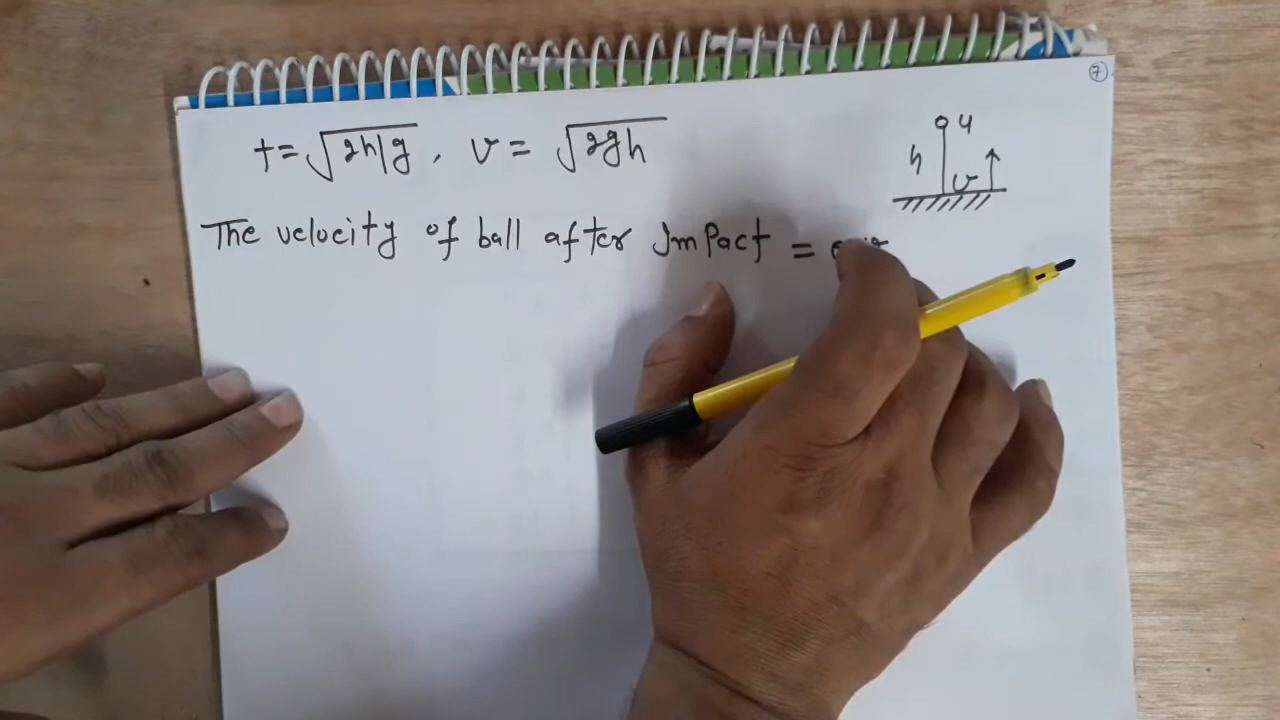 7
t = √2h/g , v = √2gh
u
h
v
The velocity of ball after Impact =